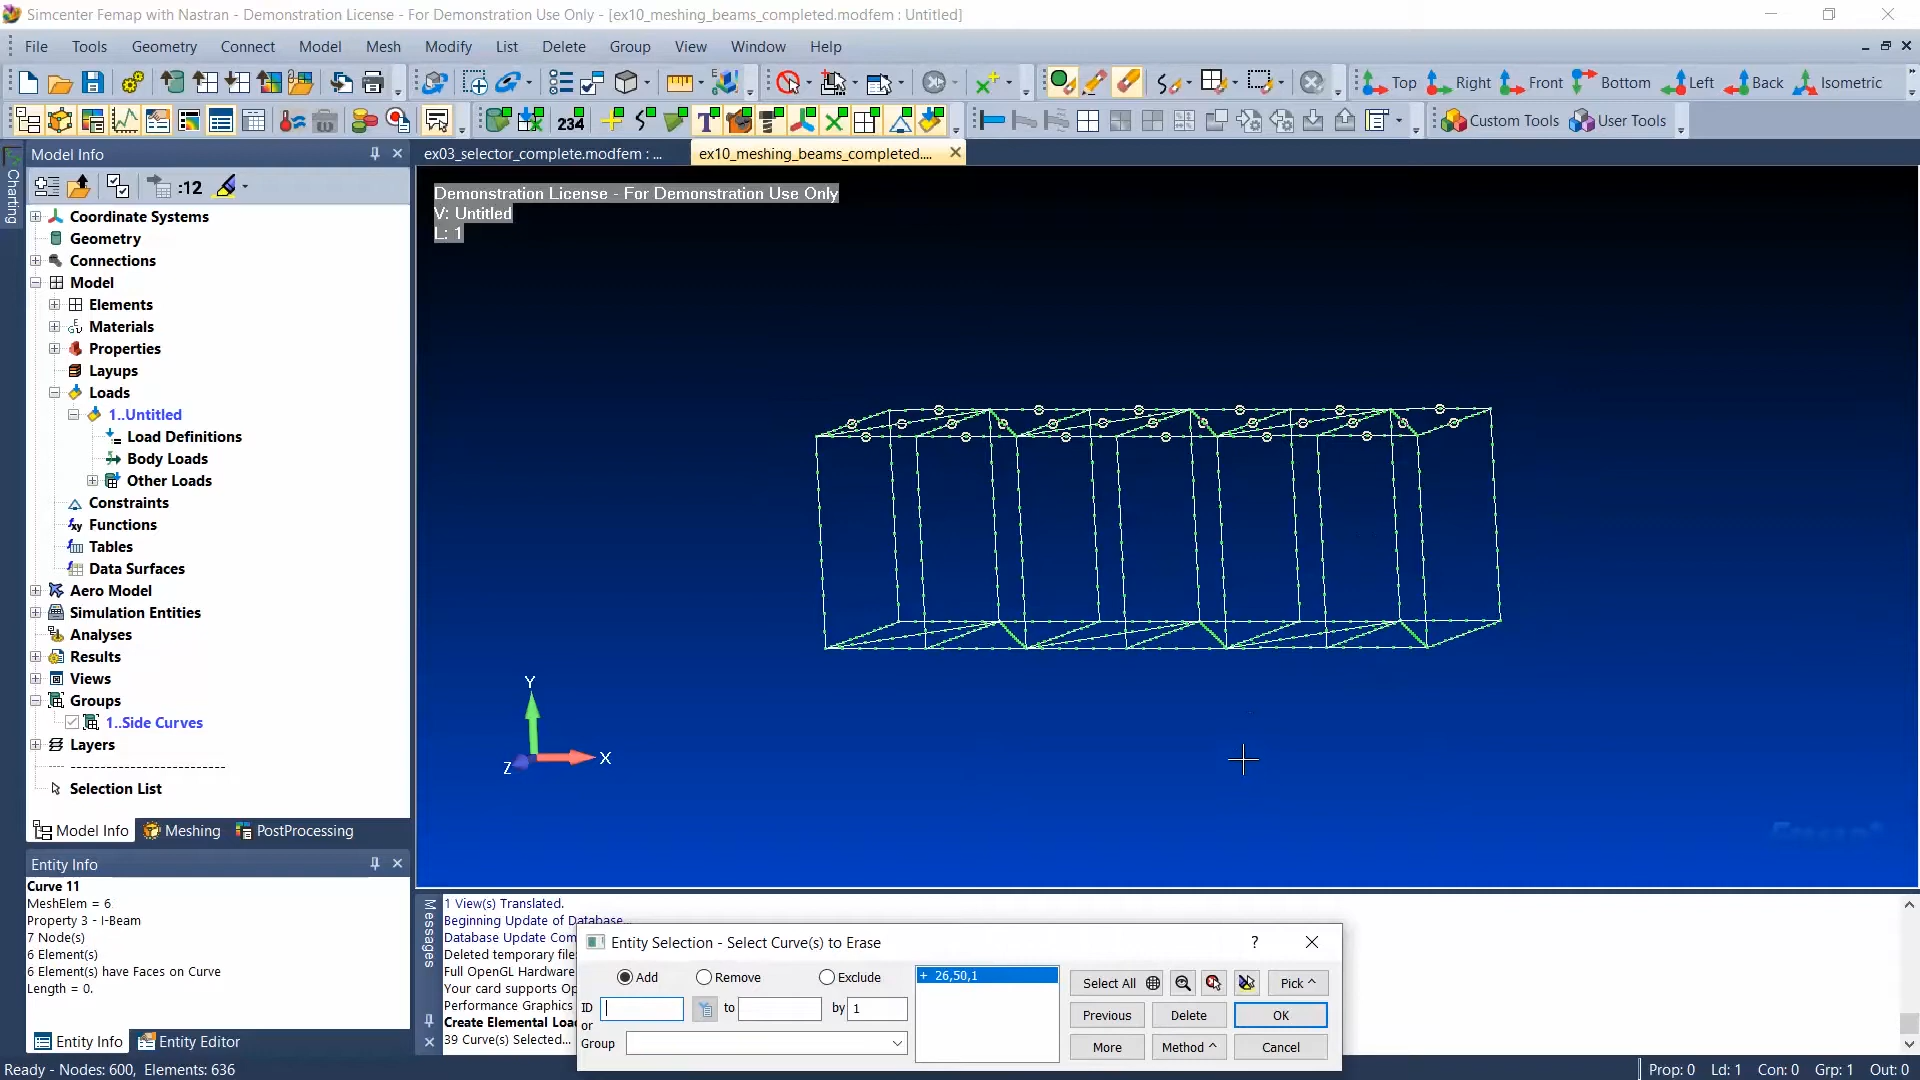 Simcenter Femap with Nastran - Demonstration License - For Demonstration Use Only - [ex10_meshing_beams_completed.modfem : Untitled]
File Tools Geometry Connect Model Mesh Modify List Delete Group View Window Help
Top Right Front Bottom Left Back Isometric
234 Custom Tools User Tools
Charting
Model Info
ex03_selector_complete.modfem : ...
ex10_meshing_beams_completed....
:12
Coordinate Systems
Geometry
Connections
Model
Elements
Materials
Properties
Layups
Loads
1..Untitled
Load Definitions
Body Loads
Other Loads
Constraints
Functions
Tables
Data Surfaces
Aero Model
Simulation Entities
Analyses
Results
Views
Groups
1..Side Curves
Layers
Selection List
Model Info Meshing PostProcessing
Demonstration License - For Demonstration Use Only
V: Untitled
L: 1
Y
X
Z
Entity Info
Curve 11
MeshElem = 6
Property 3 - I-Beam
7 Node(s)
6 Element(s)
6 Element(s) have Faces on Curve
Length = 0.
Entity Info Entity Editor
Messages
1 View(s) Translated.
Beginning Update of Database...
Database Update Com
Deleted temporary file
Full OpenGL Hardware
Your card supports Op
Performance Graphics
Create Elemental Loa
39 Curve(s) Selected...
Entity Selection - Select Curve(s) to Erase
? 
Add Remove Exclude
ID to by 1
or
Group
+ 26,50,1
Select All Pick ^
Previous Delete OK
More Method ^ Cancel
Ready - Nodes: 600, Elements: 636
Prop: 0 Ld: 1 Con: 0 Grp: 1 Out: 0